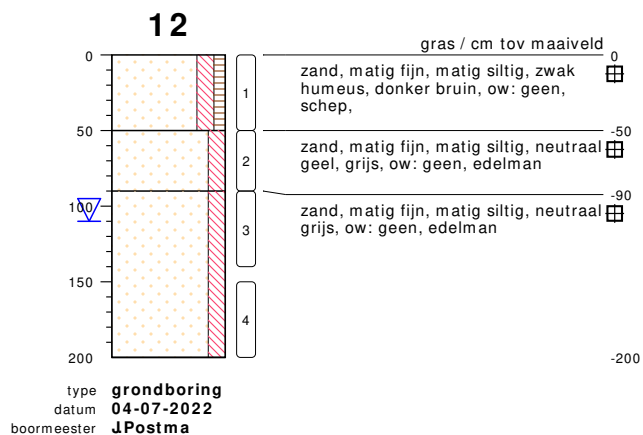 12
gras / cm tov maaiveld
0
0
zand, matig fijn, matig siltig, zwak
humeus, donker bruin, ow: geen,
schep,
1
50
-50
zand, matig fijn, matig siltig, neutraal
geel, grijs, ow: geen, edelman
2
-90
100
zand, matig fijn, matig siltig, neutraal
grijs, ow: geen, edelman
3
150
4
200
-200
type grondboring
datum 04-07-2022
boormeester J.Postma